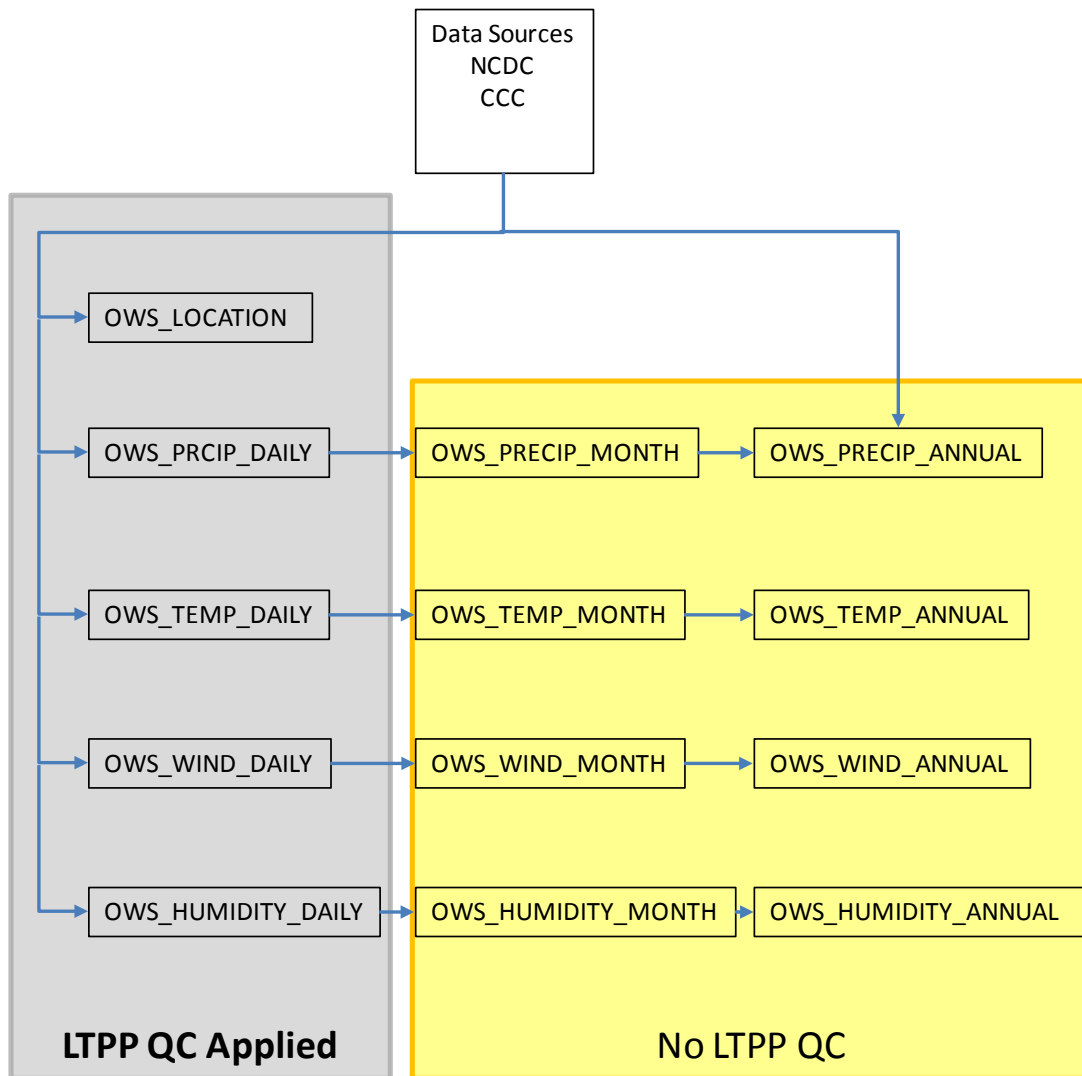 Data Sources
NCDC
CCC
OWS_LOCATION
OWS_PRCIP_DAILY
OWS_PRECIP_MONTH
OWS_PRECIP_ANNUAL
OWS_TEMP_DAILY
OWS_TEMP_MONTH
OWS_TEMP_ANNUAL
OWS_WIND_DAILY
OWS_WIND_MONTH
OWS_WIND_ANNUAL
OWS_HUMIDITY_DAILY
OWS_HUMIDITY_MONTH
OWS_HUMIDITY_ANNUAL
LTPP QC Applied
No LTPP QC